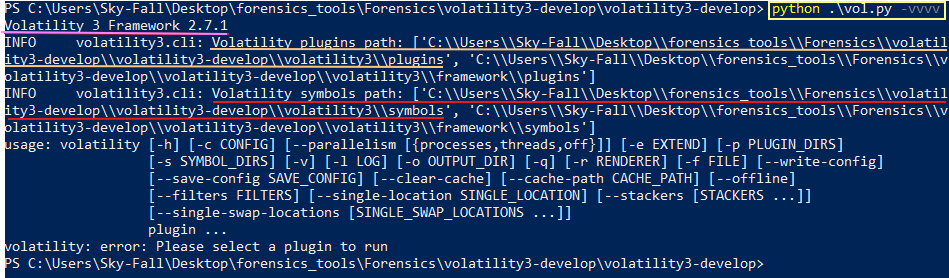 PS C:\Users\Sky-Fall\Desktop\forensics_tools\Forensics\volatility3-develop\volatility3-develop> python .\vol.py -vvvv
Volatility 3 Framework 2.7.1
INFO     volatility3.cli: Volatility plugins path: ['C:\\Users\\Sky-Fall\\Desktop\\forensics_tools\\Forensics\\volatil
ity3-develop\\volatility3-develop\\volatility3\\plugins', 'C:\\Users\\Sky-Fall\\Desktop\\forensics_tools\\Forensics\\v
olatility3-develop\\volatility3-develop\\volatility3\\framework\\plugins']
INFO     volatility3.cli: Volatility symbols path: ['C:\\Users\\Sky-Fall\\Desktop\\forensics_tools\\Forensics\\volatil
ity3-develop\\volatility3-develop\\volatility3\\symbols', 'C:\\Users\\Sky-Fall\\Desktop\\forensics_tools\\Forensics\\v
olatility3-develop\\volatility3-develop\\volatility3\\framework\\symbols']
usage: volatility [-h] [-c CONFIG] [--parallelism [{processes,threads,off}]] [-e EXTEND] [-p PLUGIN_DIRS]
                  [-s SYMBOL_DIRS] [-v] [-l LOG] [-o OUTPUT_DIR] [-q] [-r RENDERER] [-f FILE] [--write-config]
                  [--save-config SAVE_CONFIG] [--clear-cache] [--cache-path CACHE_PATH] [--offline]
                  [--filters FILTERS] [--single-location SINGLE_LOCATION] [--stackers [STACKERS ...]]
                  [--single-swap-locations [SINGLE_SWAP_LOCATIONS ...]]
                  plugin ...
volatility: error: Please select a plugin to run
PS C:\Users\Sky-Fall\Desktop\forensics_tools\Forensics\volatility3-develop\volatility3-develop>